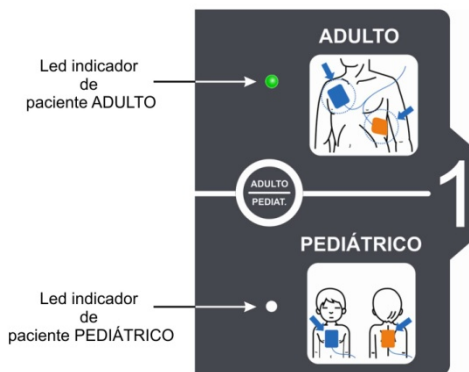 ADULTO
Led indicador
de
paciente ADULTO
ADULTO
PEDIAT.
1
PEDIÁTRICO
Led indicador
de
paciente PEDIÁTRICO